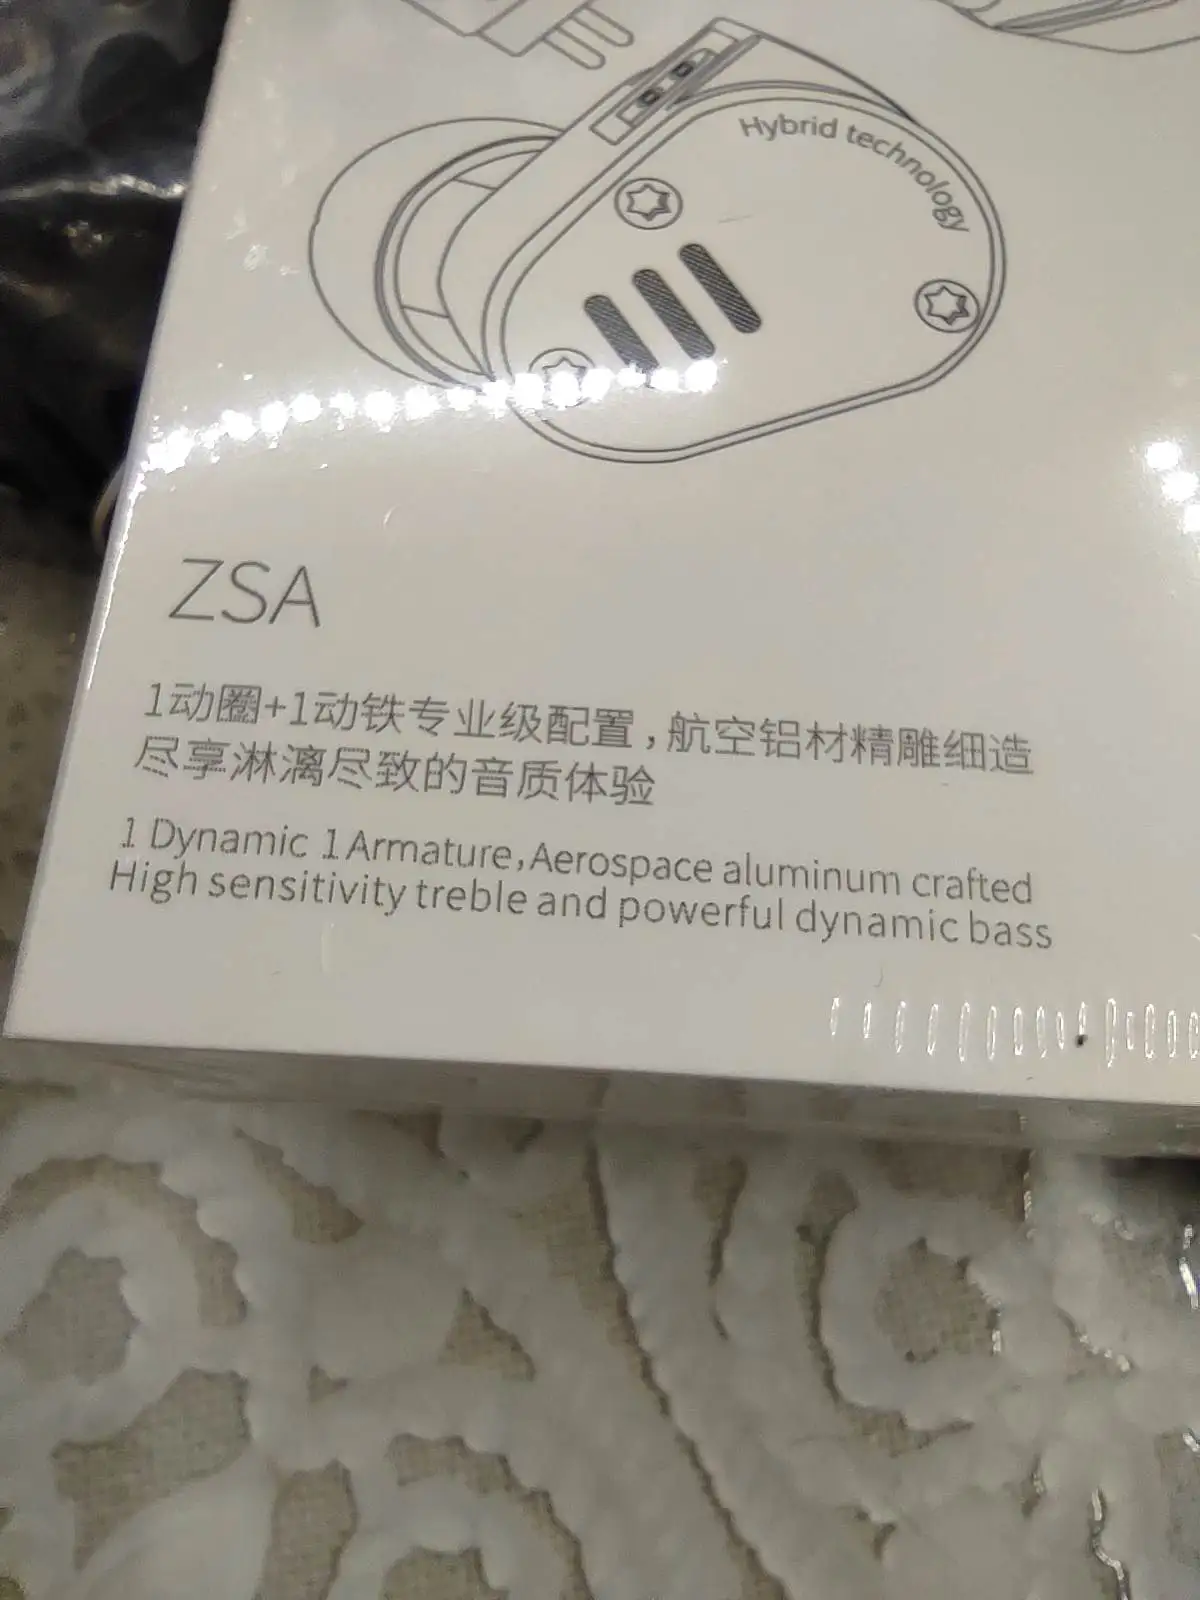 Hybrid technology
ZSA
1动圈+1动铁专业级配置,航空铝材精雕细造
尽享淋漓尽致的音质体验
1 Dynamic 1 Armature, Aerospace aluminum crafted
High sensitivity treble and powerful dynamic bass